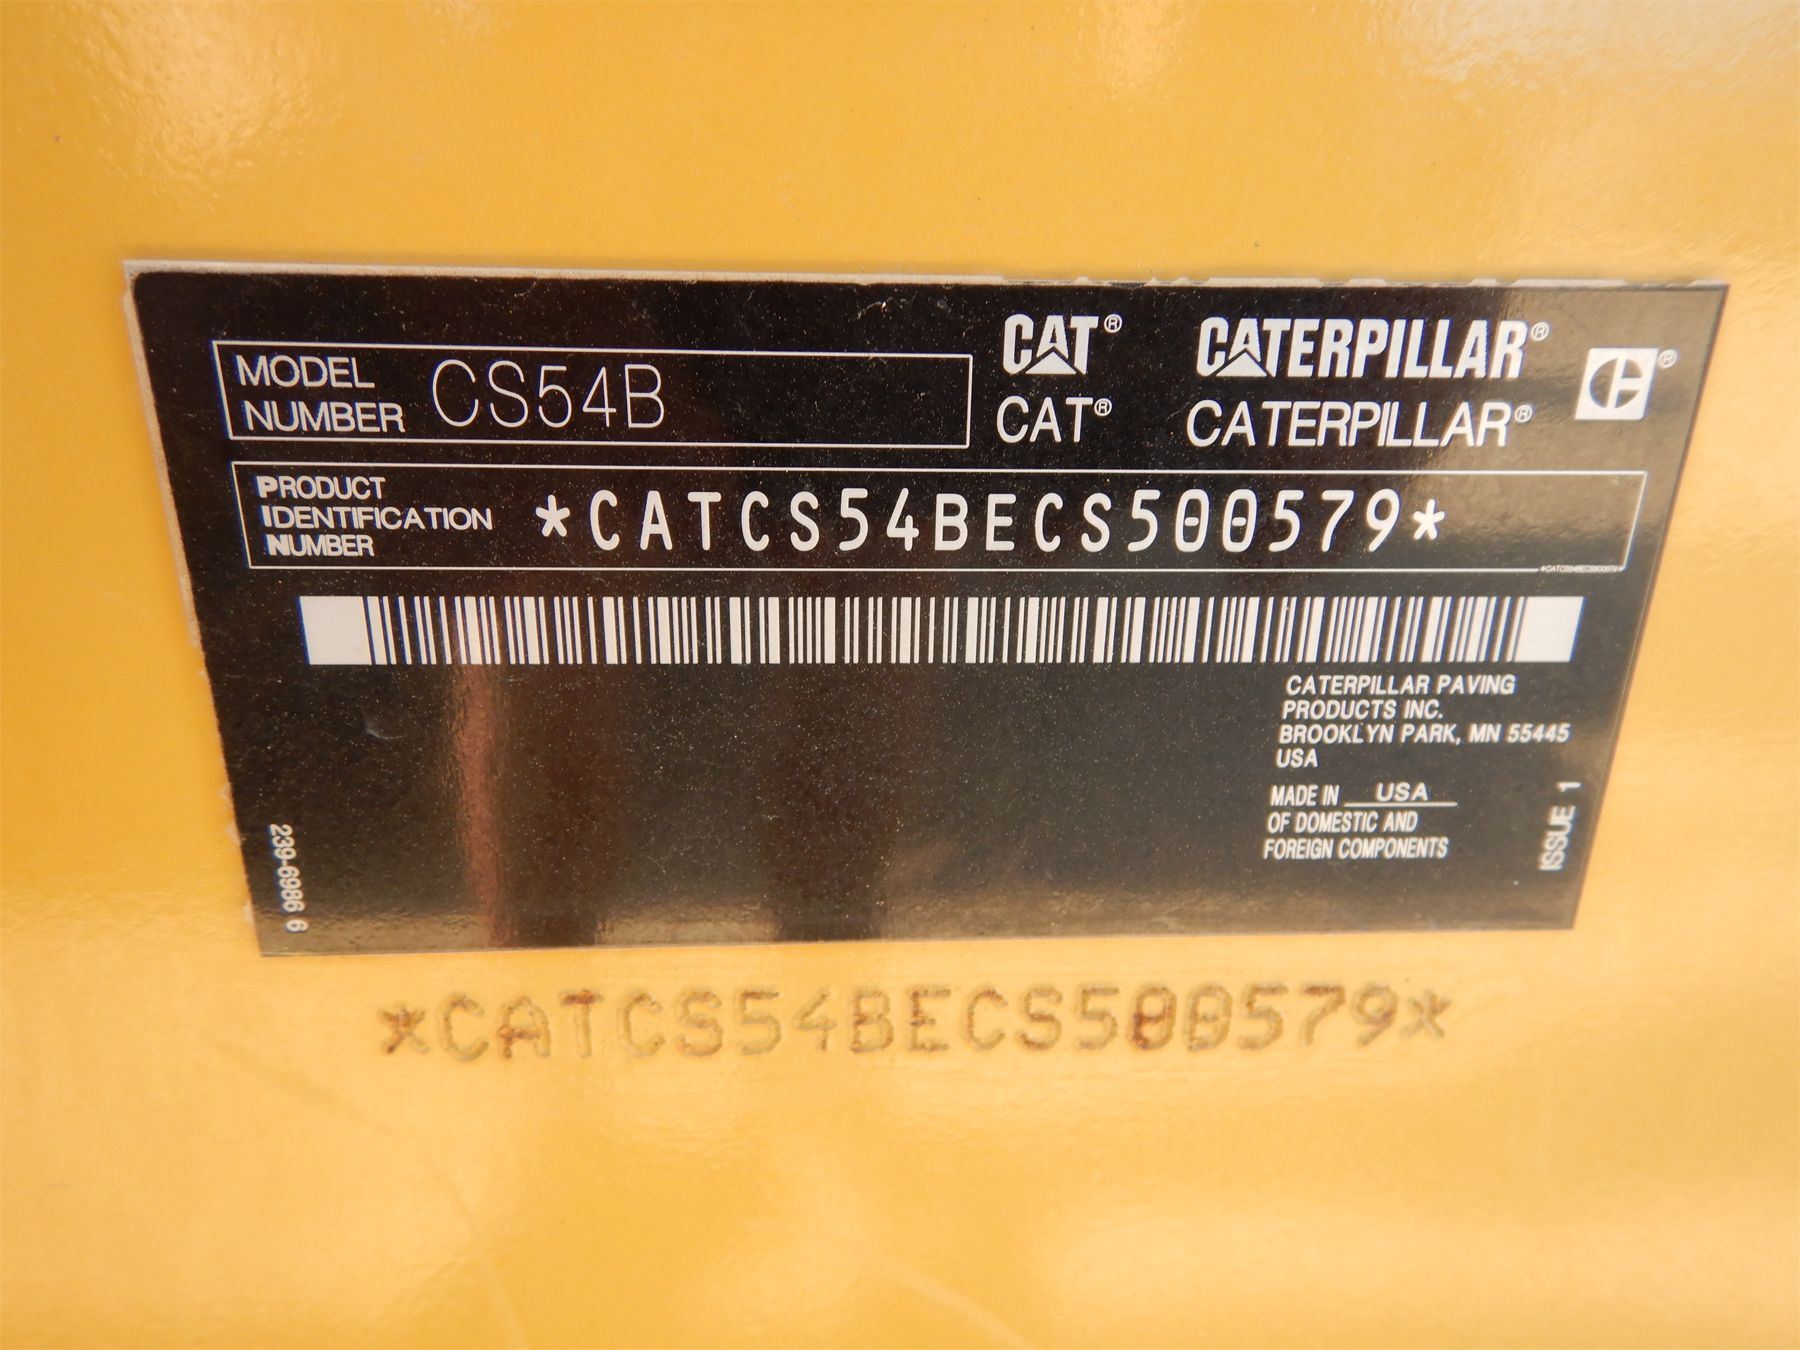 MODEL NUMBER CS54B
CAT® CATERPILLAR®
CAT® CATERPILLAR®
PRODUCT IDENTIFICATION NUMBER *CATCS54BECS500579*
*CATCS54BECS500579*
CATERPILLAR PAVING
PRODUCTS INC.
BROOKLYN PARK, MN 55445
USA
MADE IN USA
OF DOMESTIC AND
FOREIGN COMPONENTS
ISSUE 1
239-6986 6
*CATCS54BECS500579*